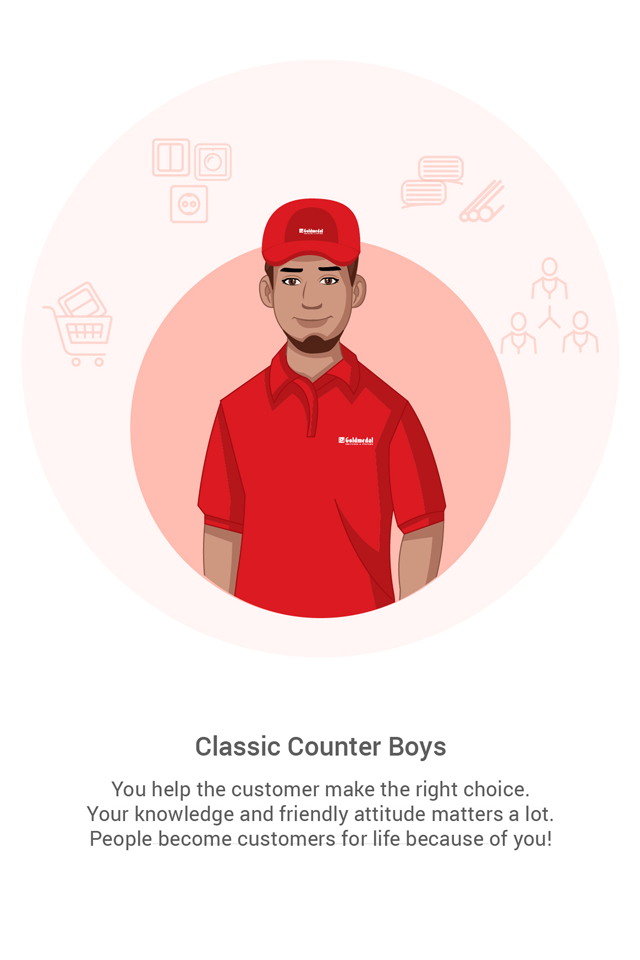 Goldmedal
Goldmedal
Classic Counter Boys
You help the customer make the right choice.
Your knowledge and friendly attitude matters a lot.
People become customers for life because of you!